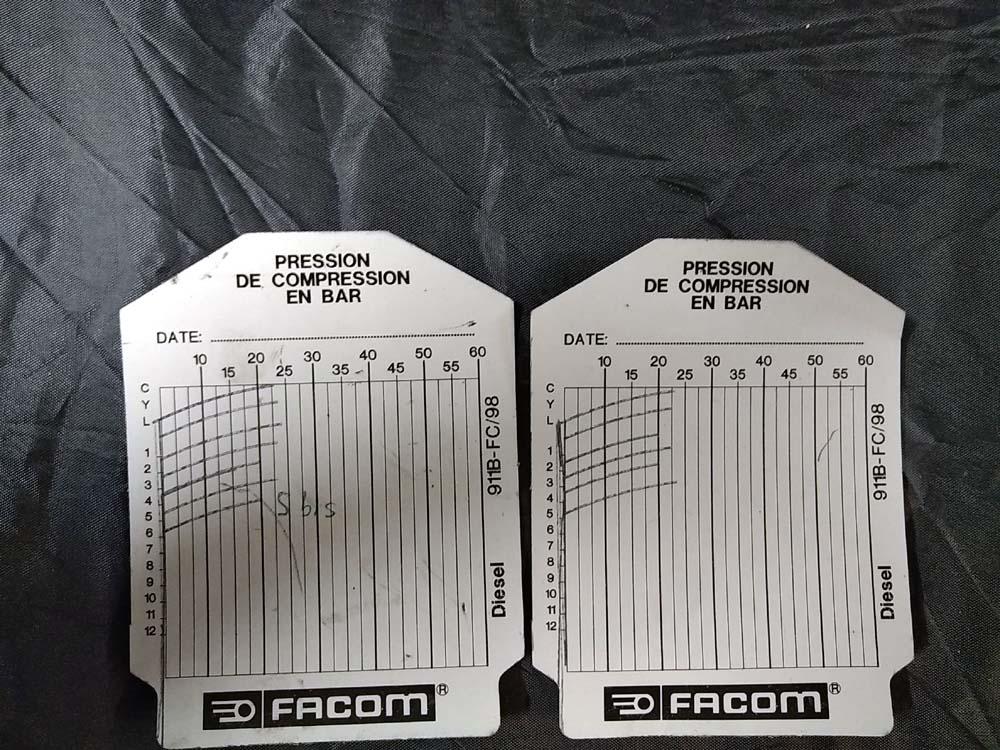 PRESSION
DE COMPRESSION
EN BAR
DATE:
10 20 30 40 50 60
15 25 35 45 55
C
Y
L
1
2
3
4
5
6
7
8
9
10
11
12
5 bis
911B-FC/98
Diesel
FACOM®
PRESSION
DE COMPRESSION
EN BAR
DATE:
10 20 30 40 50 60
15 25 35 45 55
C
Y
L
1
2
3
4
5
6
7
8
9
10
11
12
911B-FC/98
Diesel
FACOM®